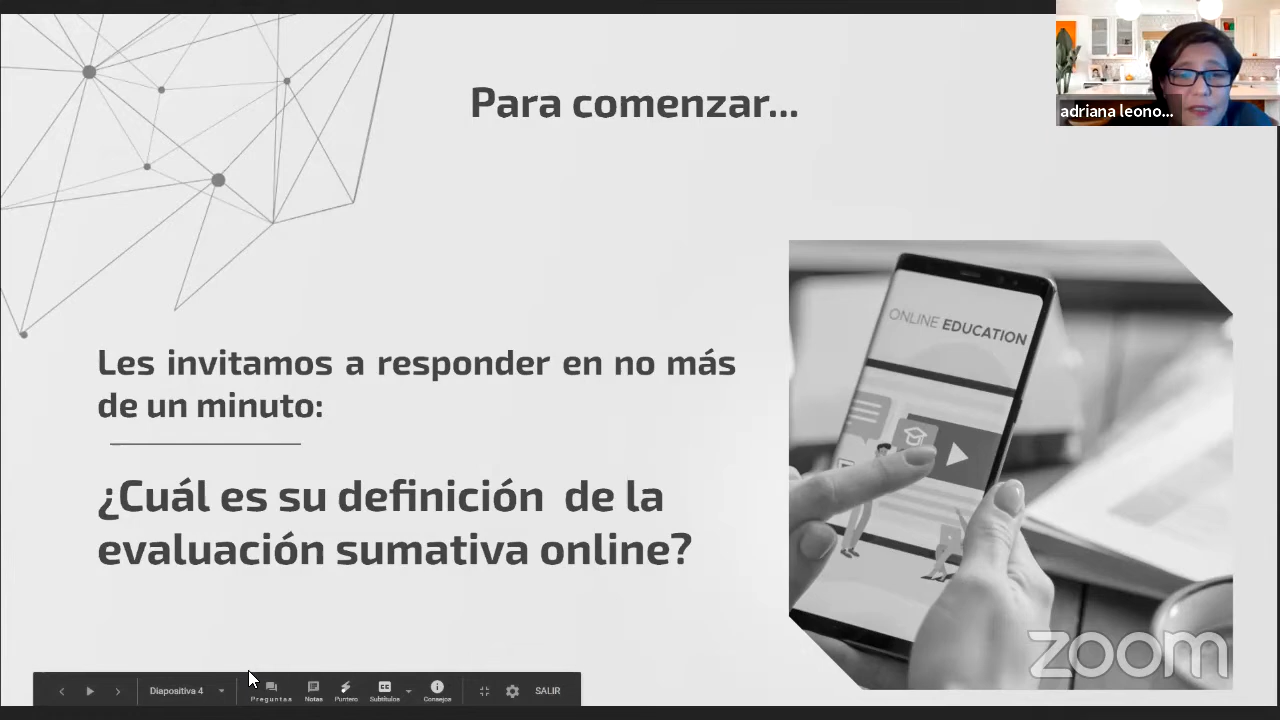 Para comenzar...
adriana leono...
Les invitamos a responder en no más
de un minuto:
¿Cuál es su definición de la
evaluación sumativa online?
ONLINE EDUCATION
zoom
Diapositiva 4
Preguntas
Notas
Puntero
Subtítulos
Consejos
SALIR